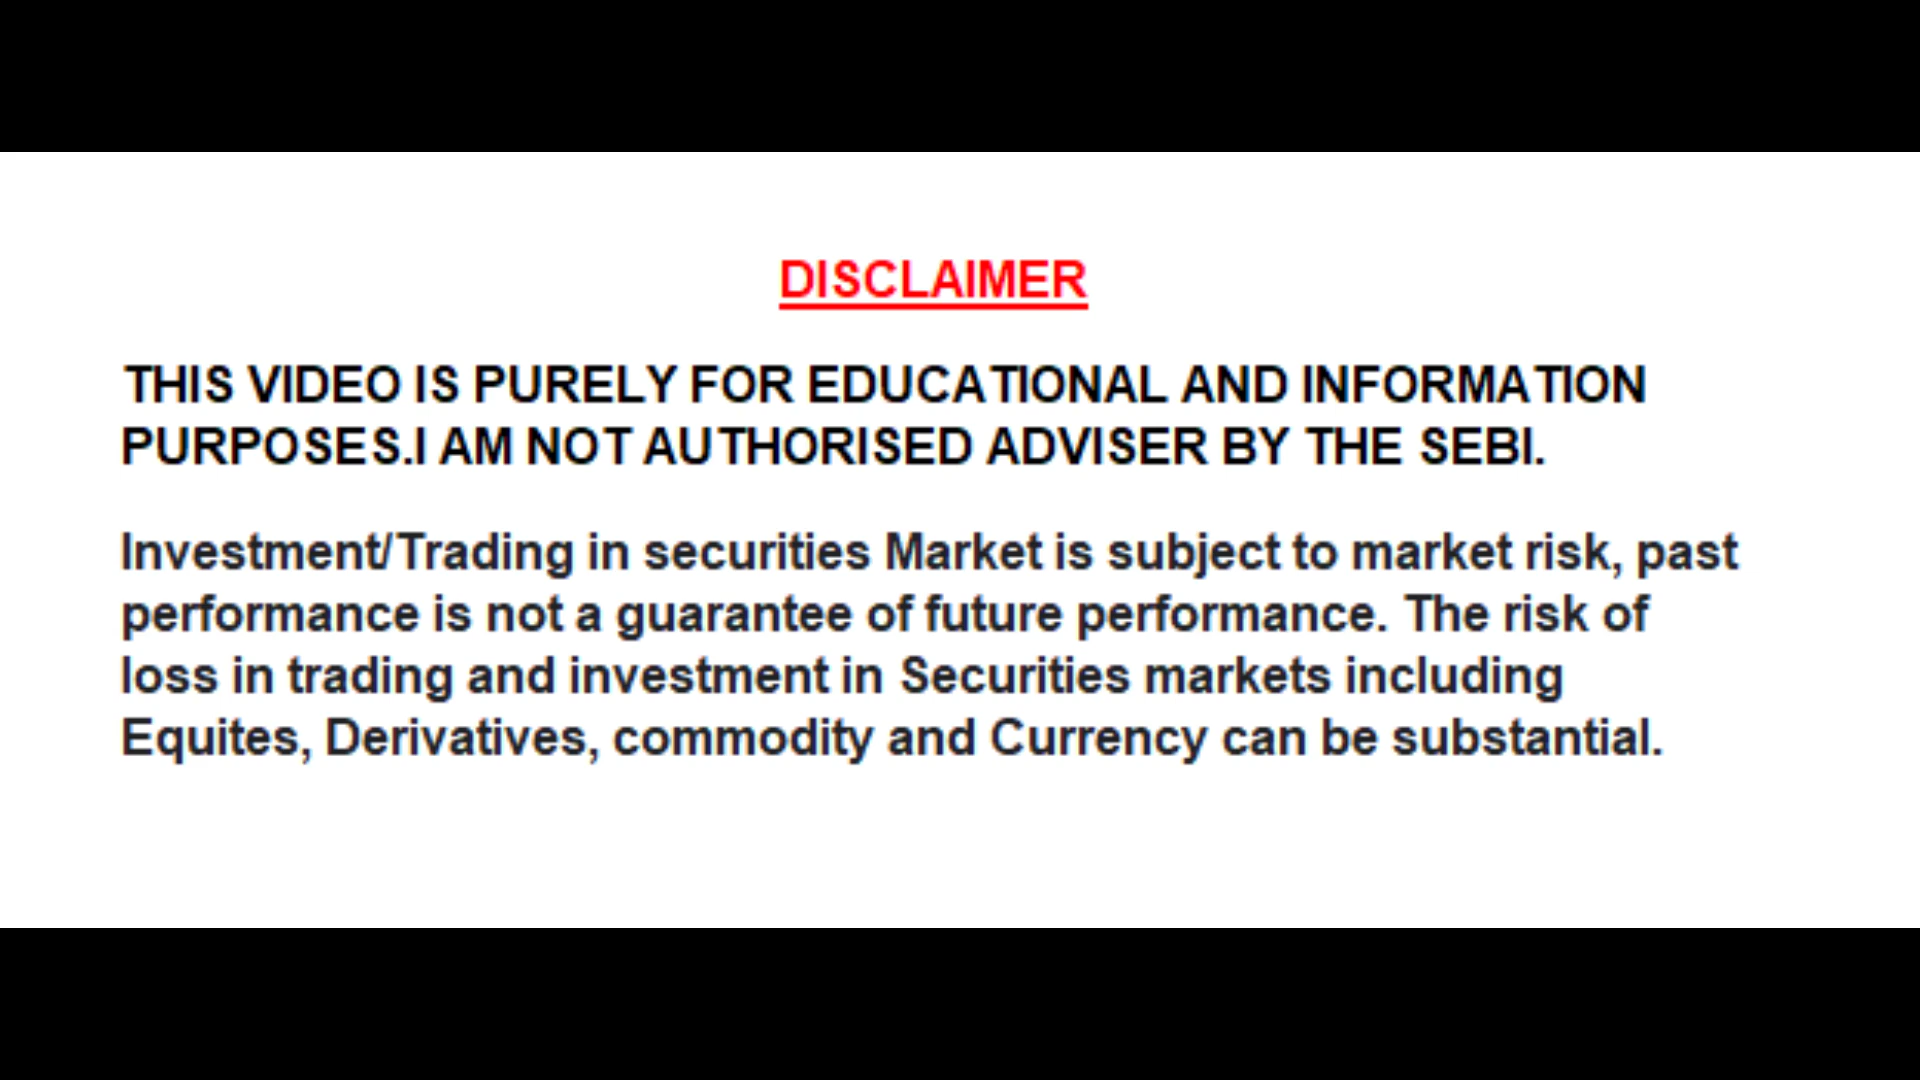 DISCLAIMER
THIS VIDEO IS PURELY FOR EDUCATIONAL AND INFORMATION
PURPOSES.I AM NOT AUTHORISED ADVISER BY THE SEBI.
Investment/Trading in securities Market is subject to market risk, past
performance is not a guarantee of future performance. The risk of
loss in trading and investment in Securities markets including
Equites, Derivatives, commodity and Currency can be substantial.